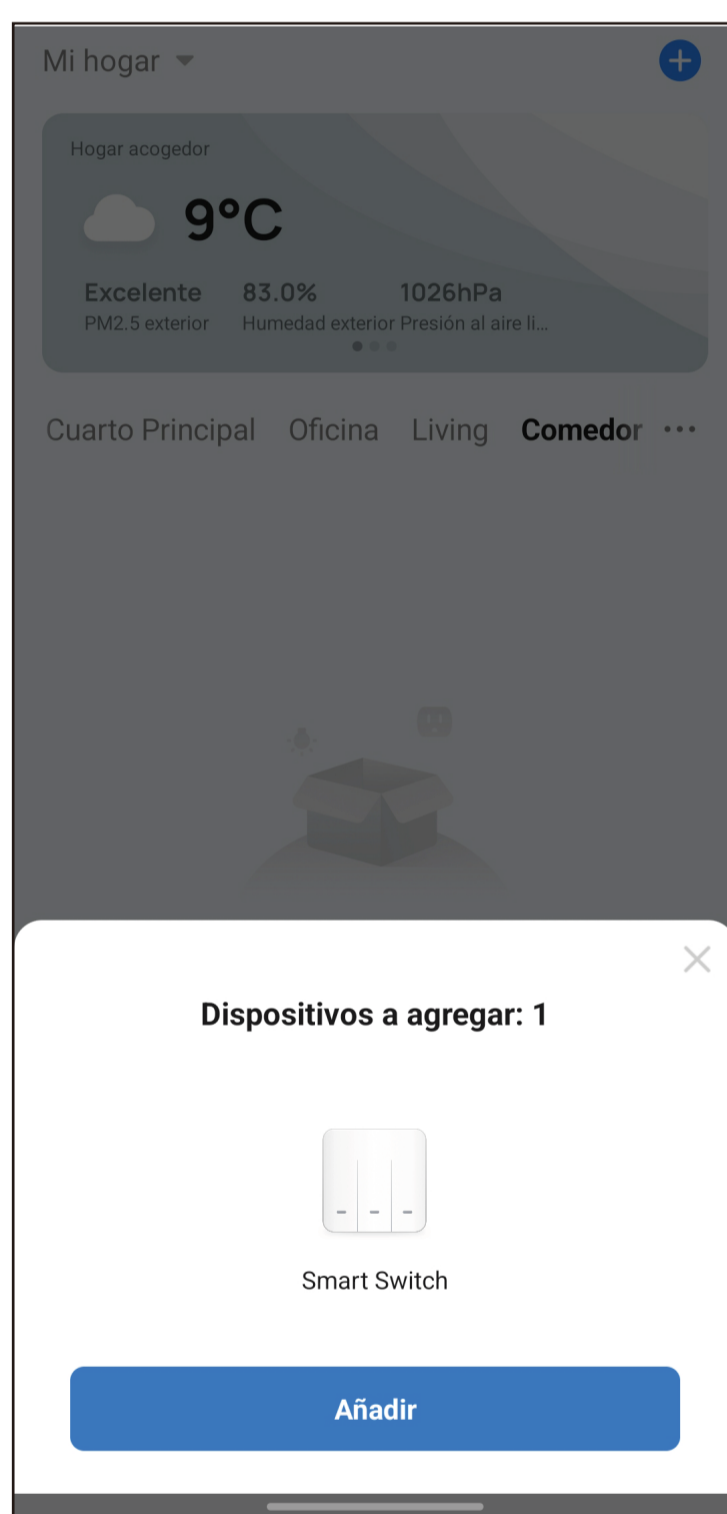 Mi hogar
Hogar acogedor
9°C
Excelente 83.0% 1026hPa
PM2.5 exterior Humedad exterior Presión al aire li...
Cuarto Principal Oficina Living Comedor ...
Dispositivos a agregar: 1
Smart Switch
Añadir